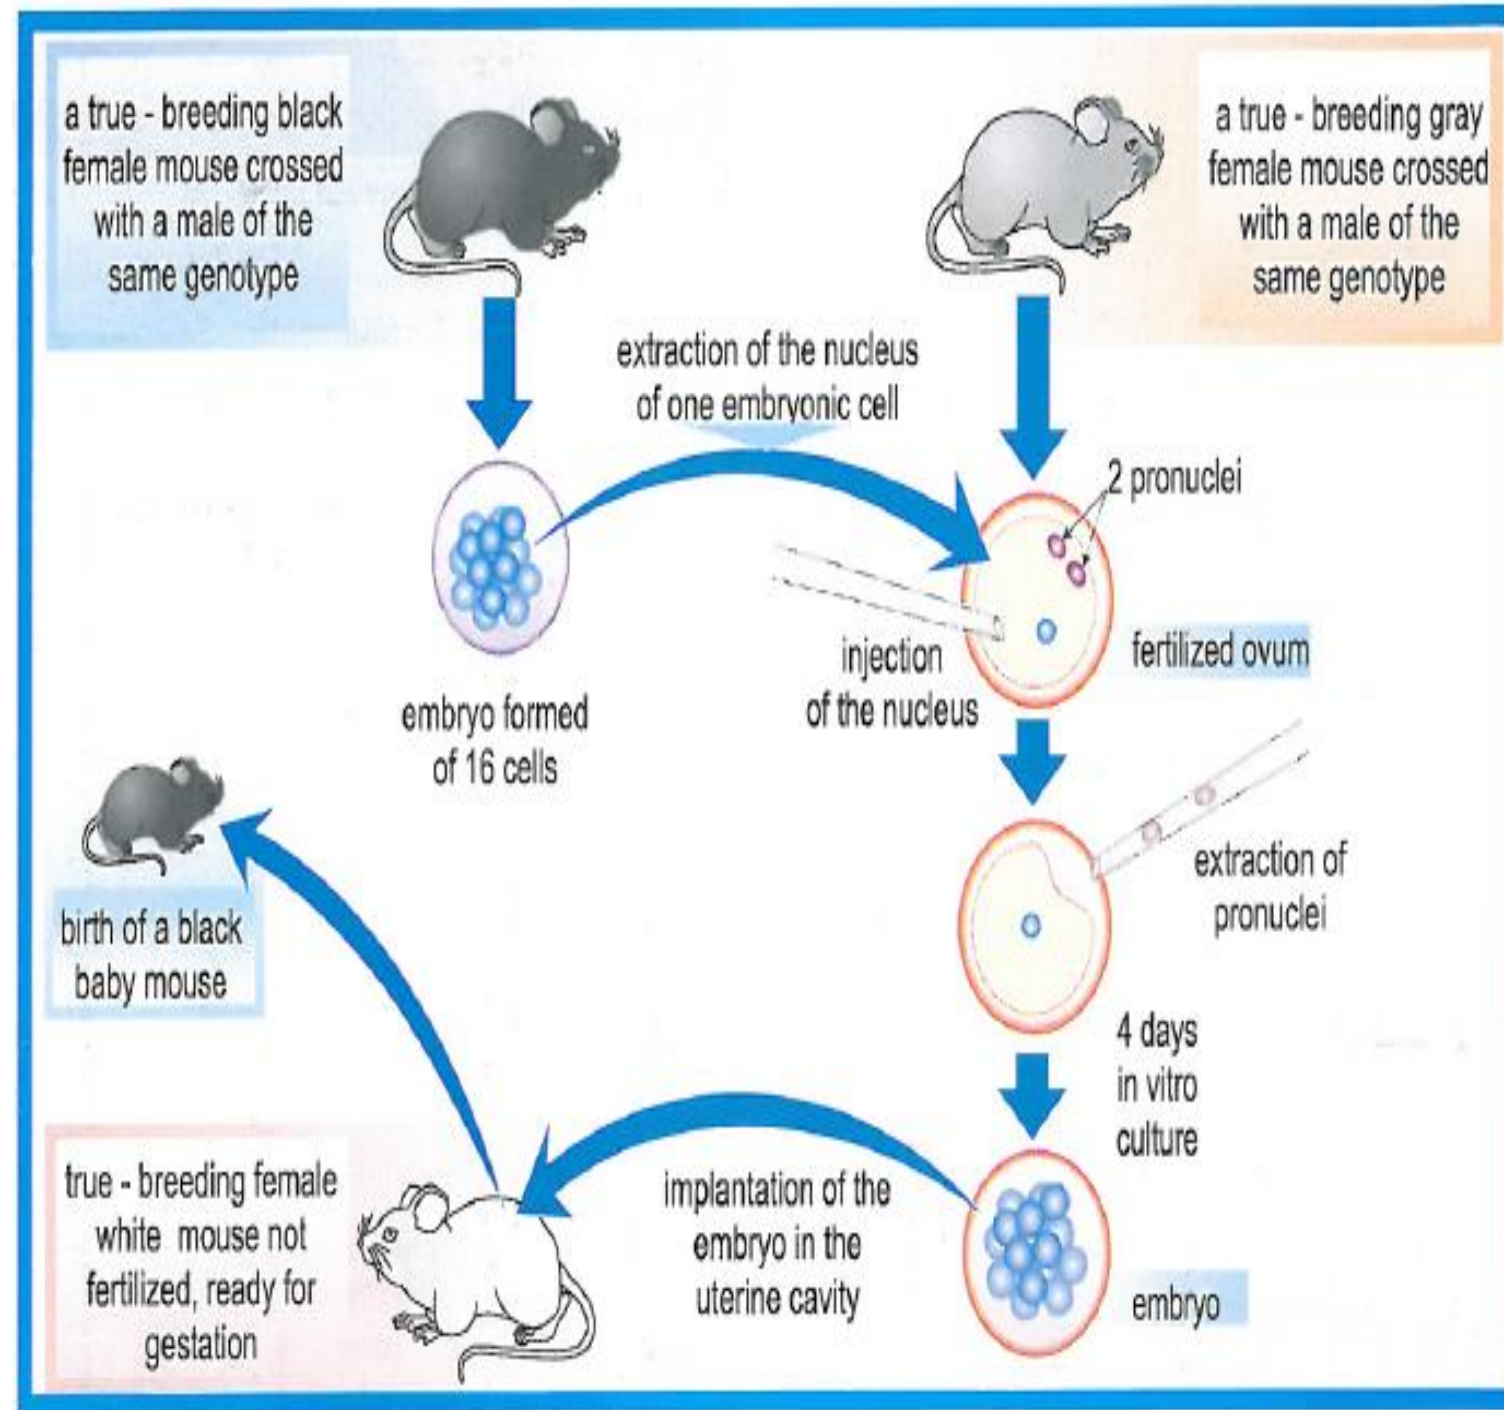 a true - breeding black
female mouse crossed
with a male of the
same genotype
a true - breeding gray
female mouse crossed
with a male of the
same genotype
extraction of the nucleus
of one embryonic cell
2 pronuclei
injection
of the nucleus
fertilized ovum
embryo formed
of 16 cells
extraction of
pronuclei
birth of a black
baby mouse
4 days
in vitro
culture
true - breeding female
white mouse not
fertilized, ready for
gestation
implantation of the
embryo in the
uterine cavity
embryo